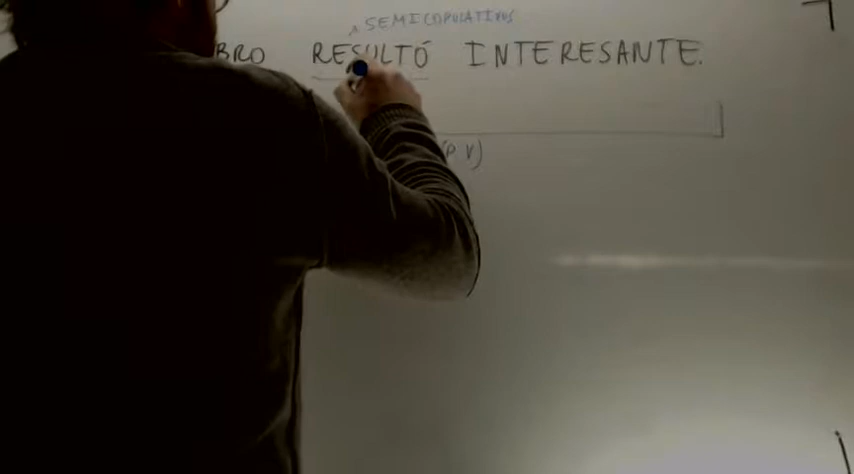 SEMICOPULATIVOS
BRO RESULTÓ INTERESANTE.
(P V)